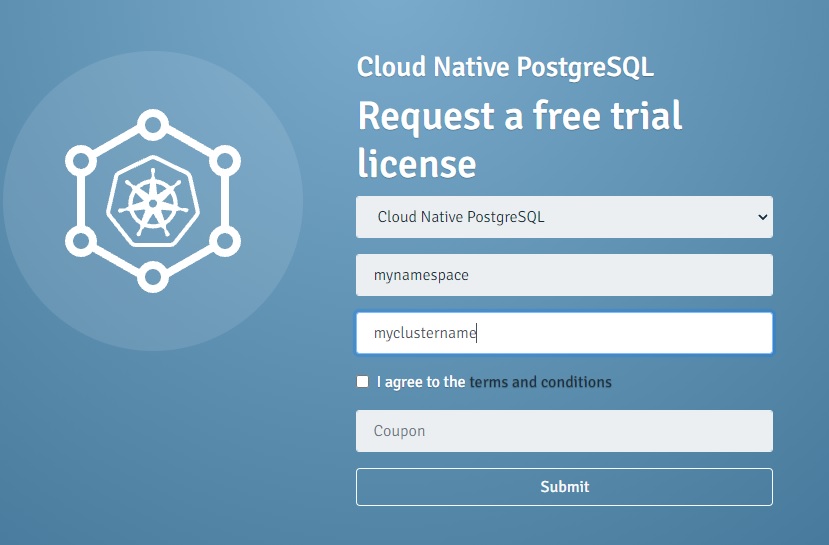 Cloud Native PostgreSQL
Request a free trial
license
Cloud Native PostgreSQL
mynamespace
myclustername
I agree to the terms and conditions
Coupon
Submit